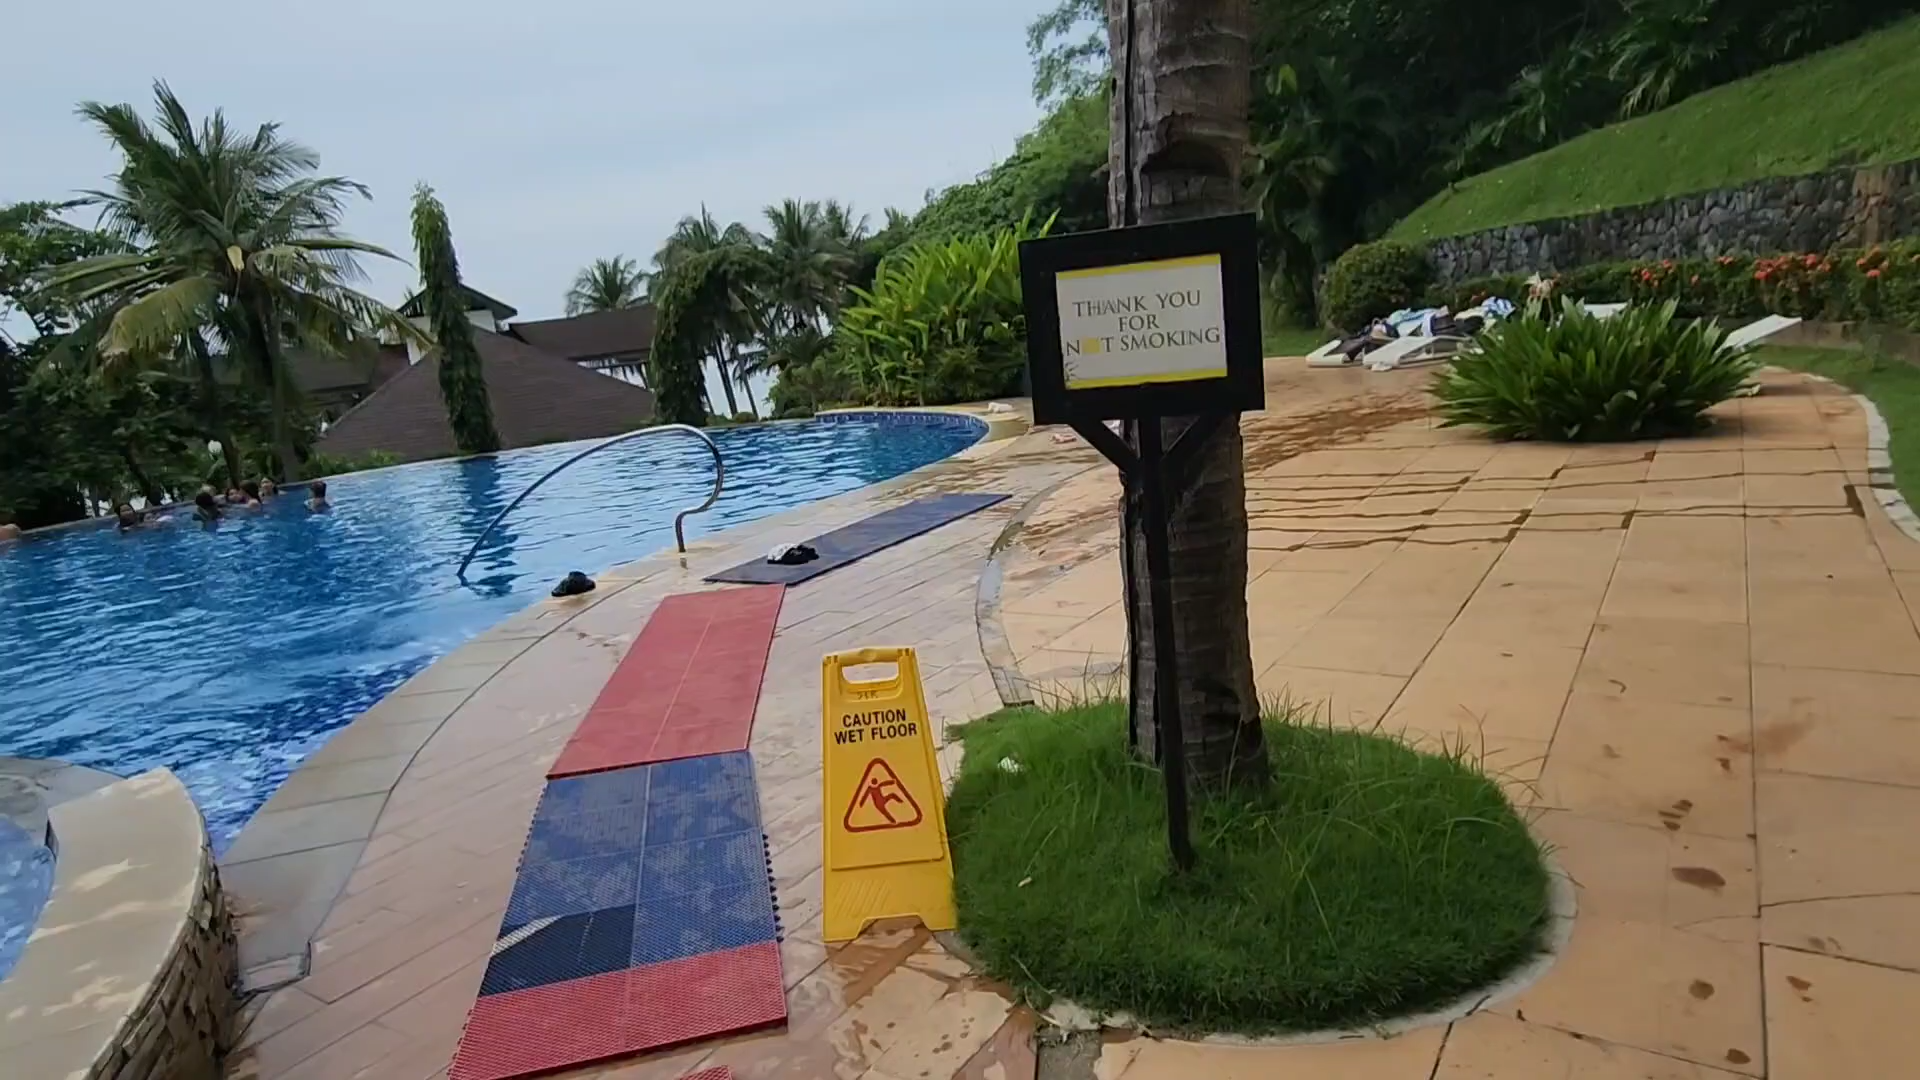 THANK YOU
FOR
NOT SMOKING
CAUTION
WET FLOOR